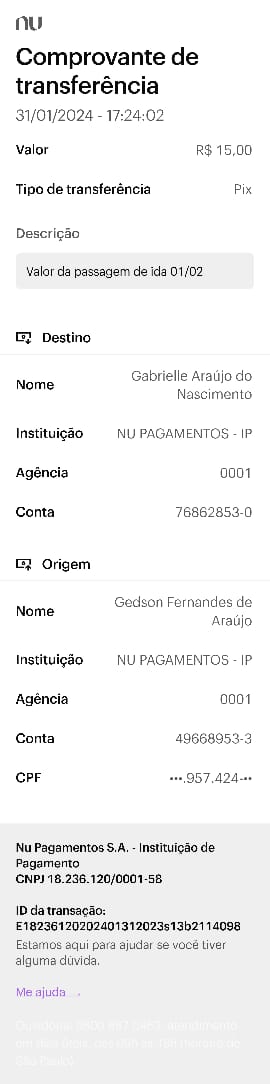 nu
Comprovante de
transferência
31/01/2024 - 17:24:02
Valor R$ 15,00
Tipo de transferência Pix
Descrição
Valor da passagem de ida 01/02
Destino
Nome Gabrielle Araújo do
Nascimento
Instituição NU PAGAMENTOS - IP
Agência 0001
Conta 76862853-0
Origem
Nome Gedson Fernandes de
Araújo
Instituição NU PAGAMENTOS - IP
Agência 0001
Conta 49668953-3
CPF •••.957.424-••
Nu Pagamentos S.A. - Instituição de
Pagamento
CNPJ 18.236.120/0001-58
ID da transação:
E18236120202401312023s13b2114098
Estamos aqui para ajudar se você tiver
alguma dúvida.
Me ajuda →
Ouvidoria: 0800 887 0463, atendimento
em dias úteis, das 09h às 18h (horário de
São Paulo).